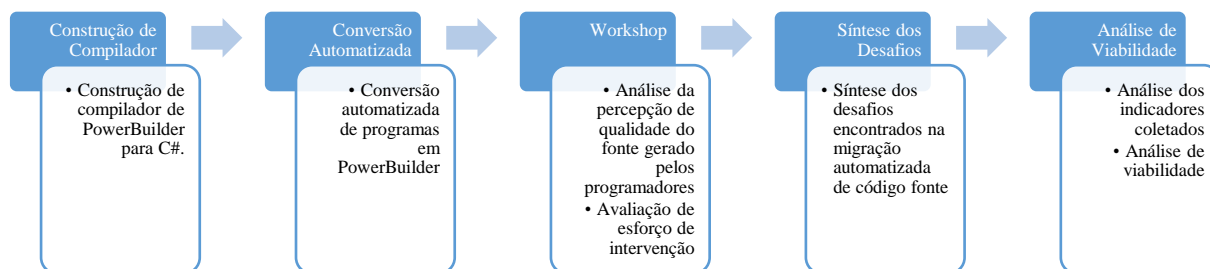 Construção de
Compilador
• Construção de
compilador de
PowerBuilder
para C#.
Conversão
Automatizada
• Conversão
automatizada
de programas
em
PowerBuilder
Workshop
• Análise da
percepção de
qualidade do
fonte gerado
pelos
programadores
• Avaliação de
esforço de
intervenção
Síntese dos
Desafios
• Síntese dos
desafios
encontrados na
migração
automatizada
de código fonte
Análise de
Viabilidade
• Análise dos
indicadores
coletados
• Análise de
viabilidade